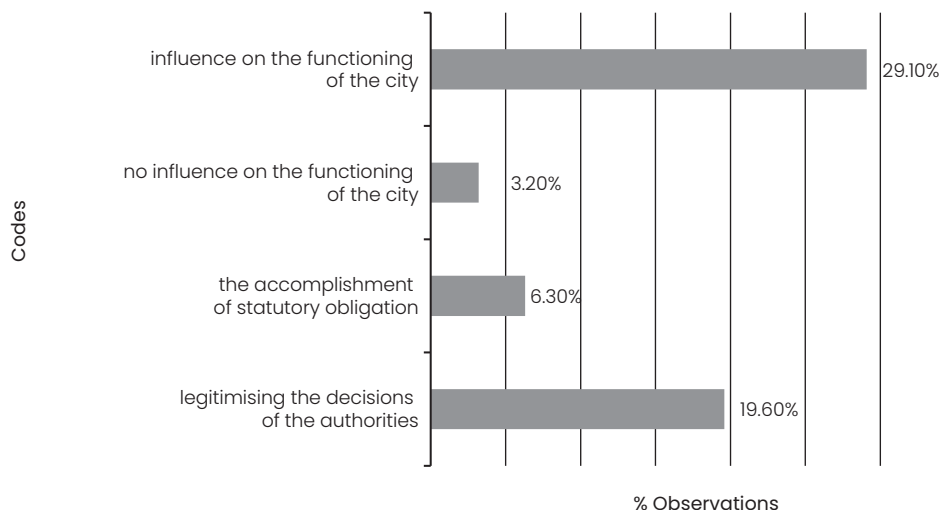 influence on the functioning
of the city
29.10%
no influence on the functioning
of the city
3.20%
Codes
the accomplishment
of statutory obligation
6.30%
legitimising the decisions
of the authorities
19.60%
% Observations